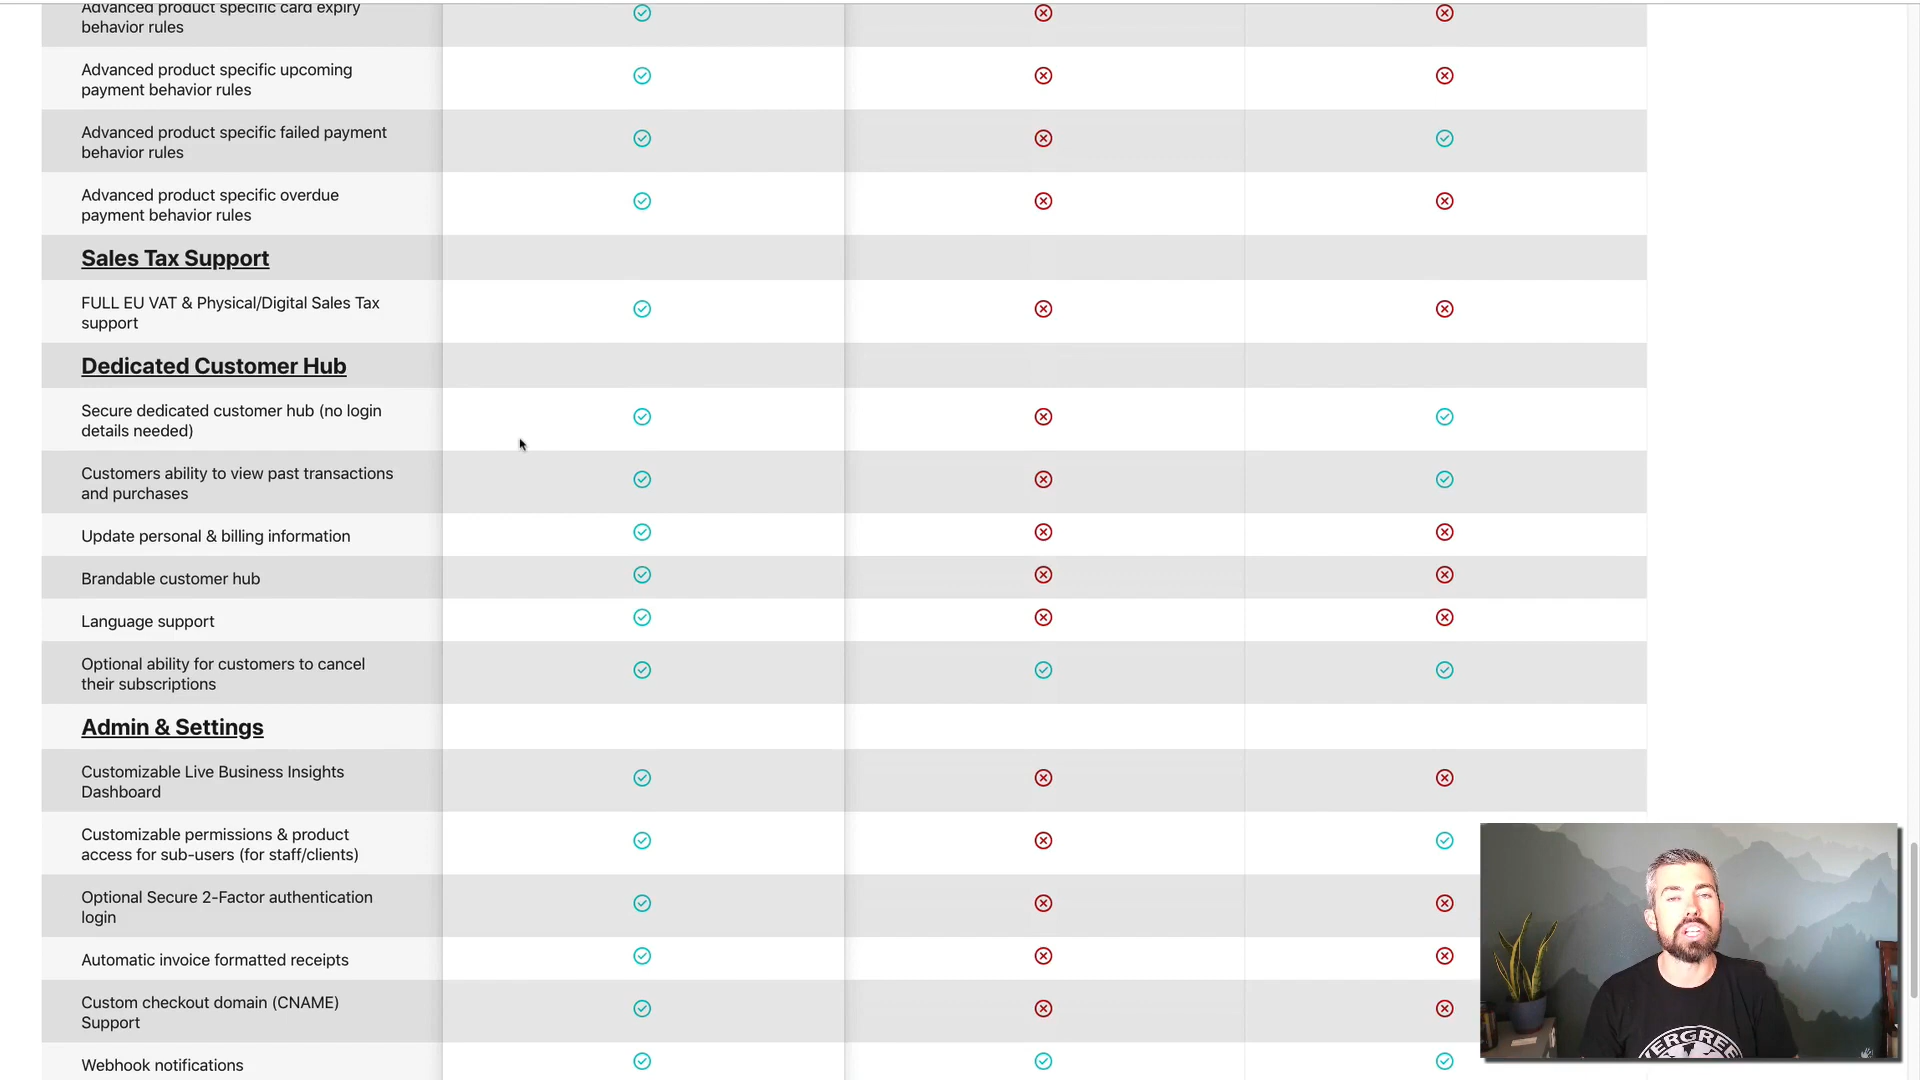 Advanced product specific card expiry
behavior rules
Advanced product specific upcoming
payment behavior rules
Advanced product specific failed payment
behavior rules
Advanced product specific overdue
payment behavior rules
Sales Tax Support
FULL EU VAT & Physical/Digital Sales Tax
support
Dedicated Customer Hub
Secure dedicated customer hub (no login
details needed)
Customers ability to view past transactions
and purchases
Update personal & billing information
Brandable customer hub
Language support
Optional ability for customers to cancel
their subscriptions
Admin & Settings
Customizable Live Business Insights
Dashboard
Customizable permissions & product
access for sub-users (for staff/clients)
Optional Secure 2-Factor authentication
login
Automatic invoice formatted receipts
Custom checkout domain (CNAME)
Support
Webhook notifications